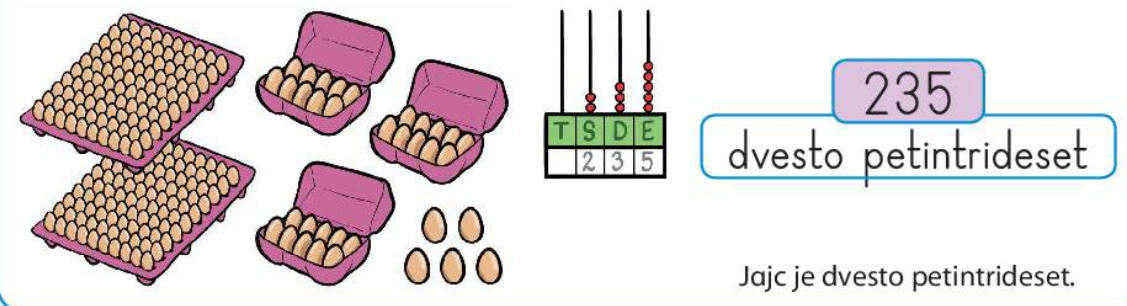 T S D E
2 3 5
235
dvesto petintrideset
Jajc je dvesto petintrideset.